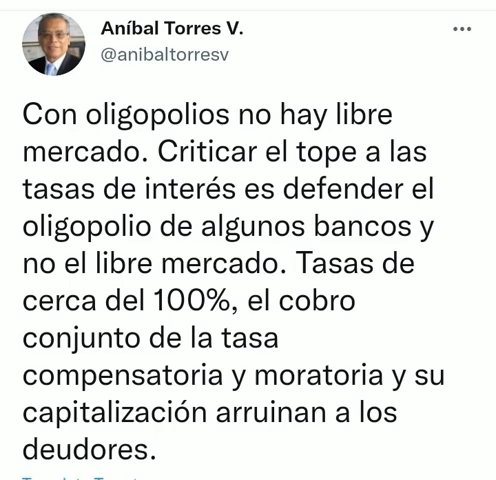 Aníbal Torres V.
@anibaltorresv
Con oligopolios no hay libre
mercado. Criticar el tope a las
tasas de interés es defender el
oligopolio de algunos bancos y
no el libre mercado. Tasas de
cerca del 100%, el cobro
conjunto de la tasa
compensatoria y moratoria y su
capitalización arruinan a los
deudores.